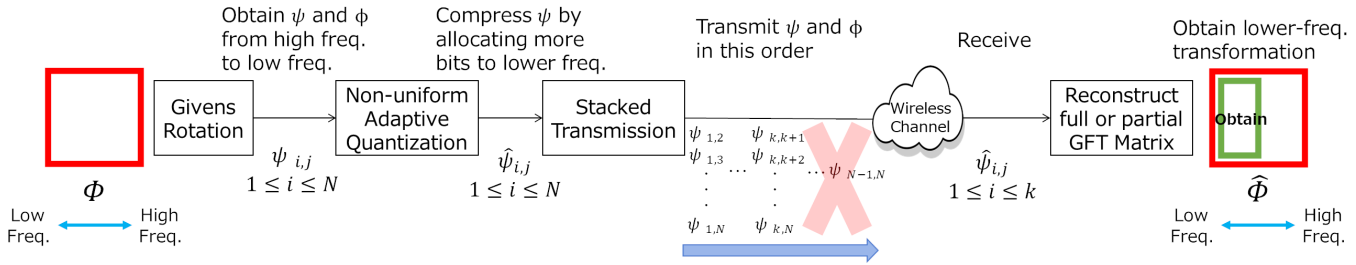 Obtain ψ and ϕ
from high freq.
to low freq.
Compress ψ by
allocating more
bits to lower freq.
Transmit ψ and ϕ
in this order
Receive
Obtain lower-freq.
transformation
Givens
Rotation
Non-uniform
Adaptive
Quantization
Stacked
Transmission
Wireless
Channel
Reconstruct
full or partial
GFT Matrix
Obtain
Φ
Low
Freq.
High
Freq.
ψ i,j
1 ≤ i ≤ N
ψ̂i,j
1 ≤ i ≤ N
ψ 1,2 ψ k,k+1
ψ 1,3 ⋯ ψ k,k+2 ⋯ ψ N−1,N
. .
. .
ψ 1,N ψ k,N
ψ̂i,j
1 ≤ i ≤ k
Φ̂
Low
Freq.
High
Freq.